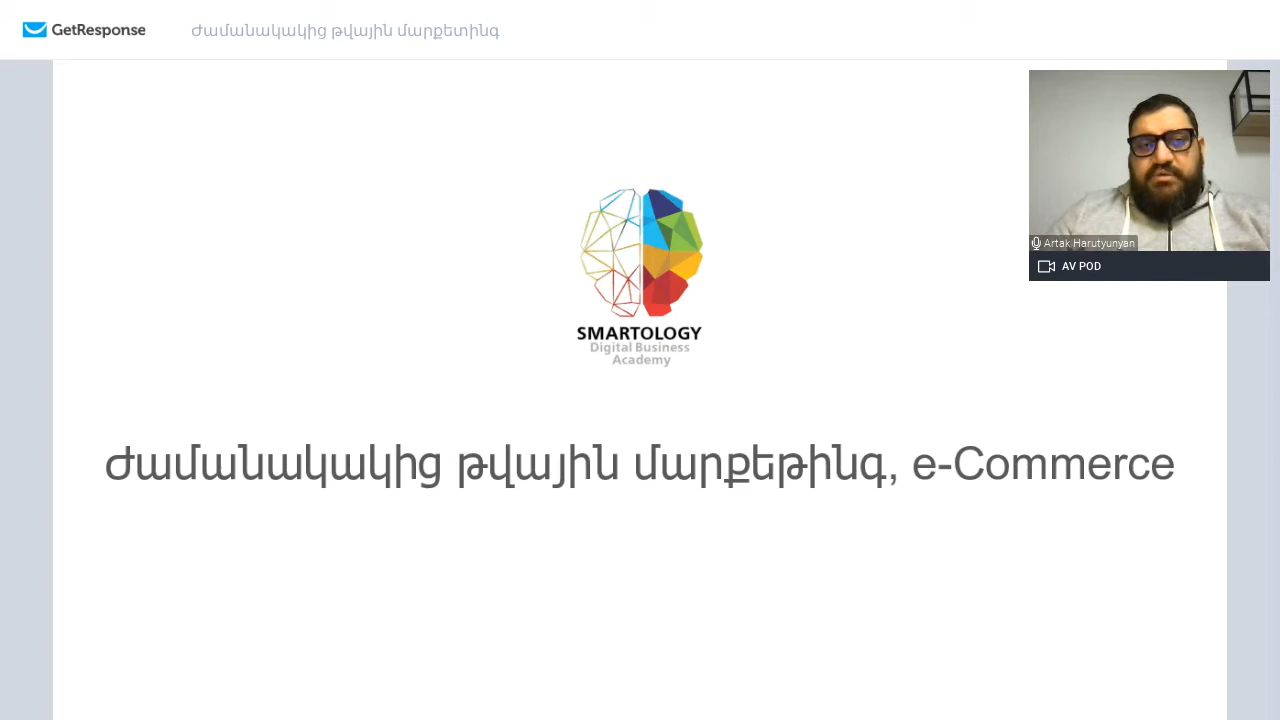 GetResponse
Ժամանակակից թվային մարքետինգ
Artak Harutyunyan
AV POD
SMARTOLOGY
Digital Business
Academy
Ժամանակակից թվային մարքեթինգ, e-Commerce